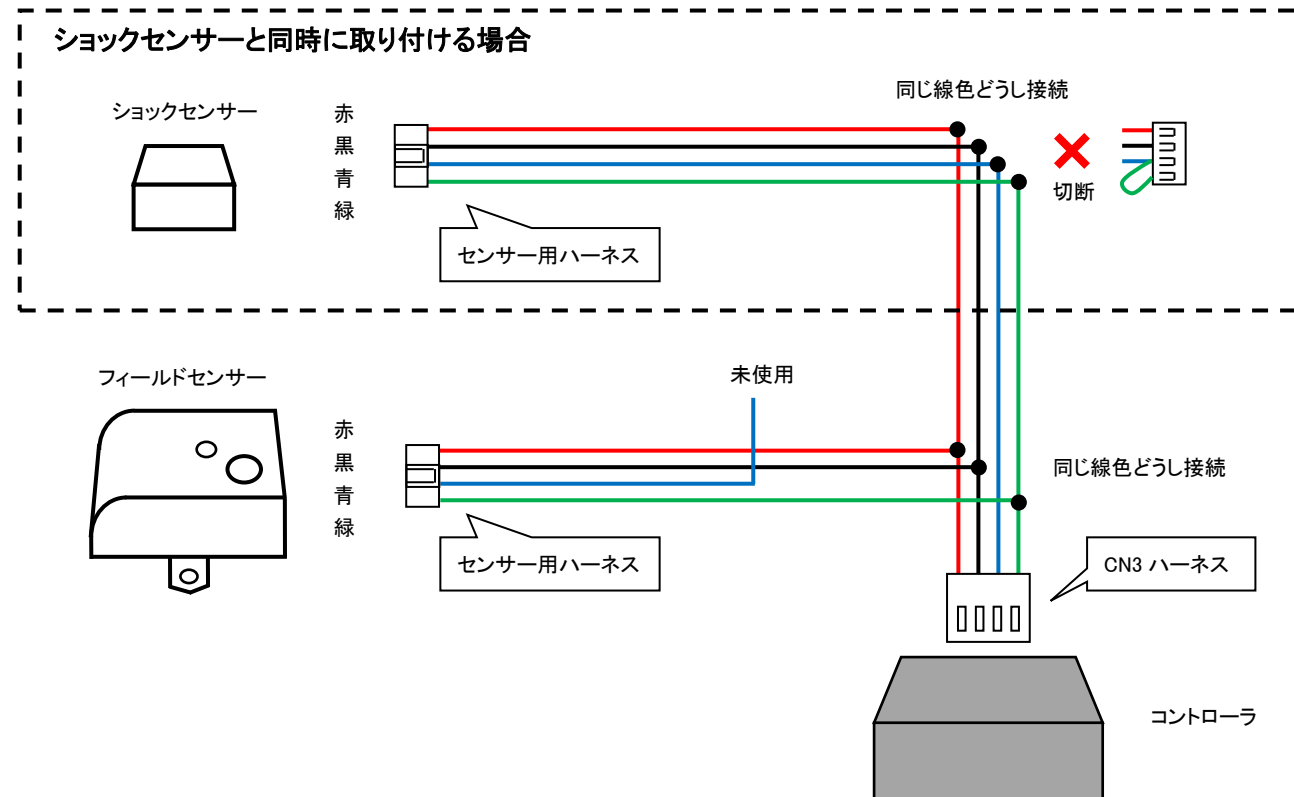 ショックセンサーと同時に取り付ける場合
同じ線色どうし接続
ショックセンサー
赤
黒
青
緑
切断
センサー用ハーネス
フィールドセンサー
未使用
赤
黒
青
緑
同じ線色どうし接続
センサー用ハーネス
CN3 ハーネス
コントローラ